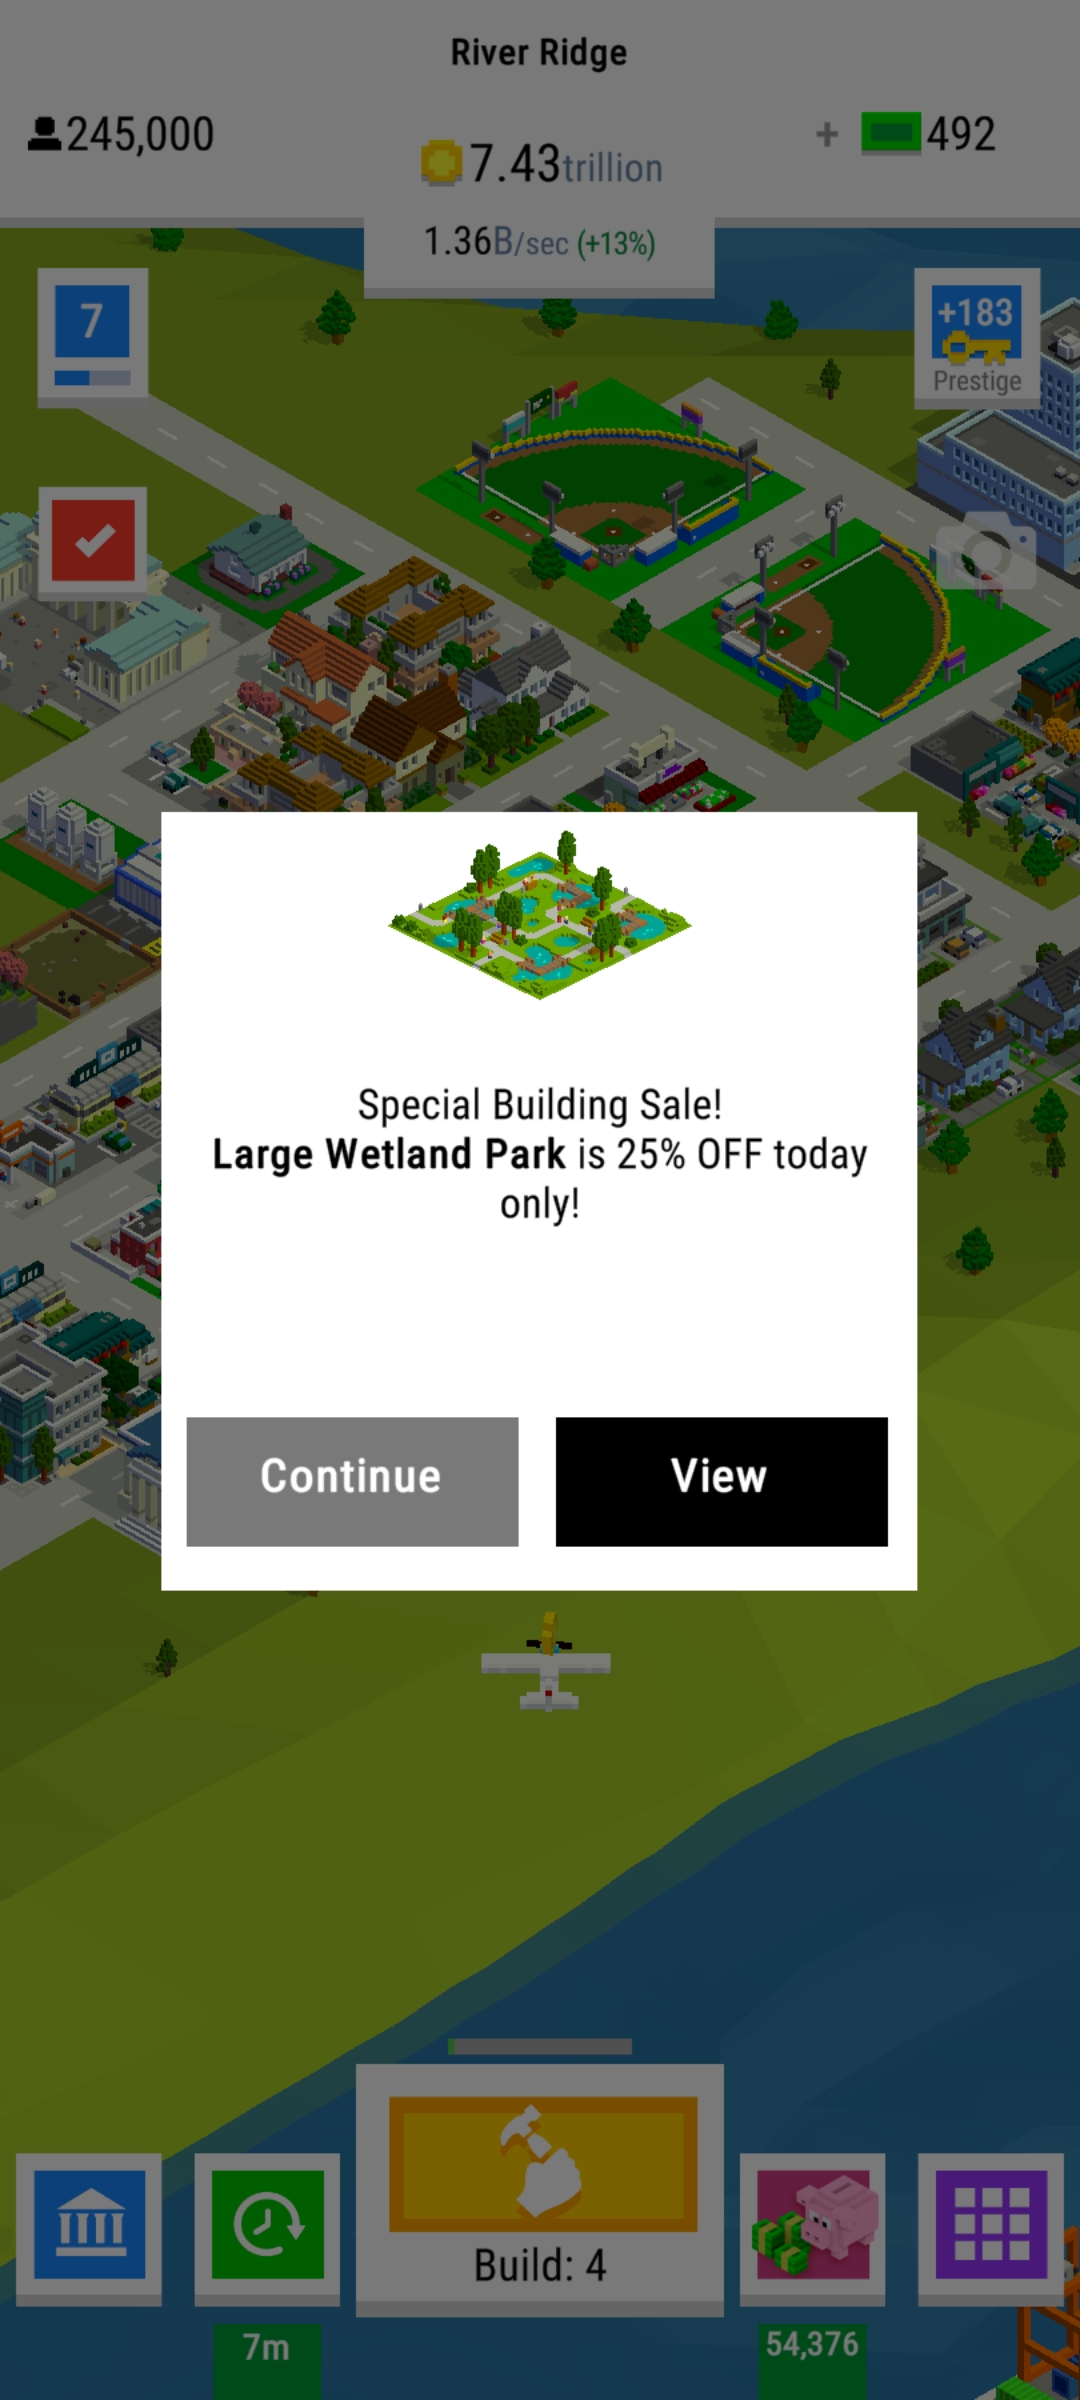 River Ridge
245,000
7.43trillion
+ 492
1.36B/sec (+13%)
7
+183
Prestige
Special Building Sale!
Large Wetland Park is 25% OFF today
only!
Continue
View
Build: 4
7m
54,376